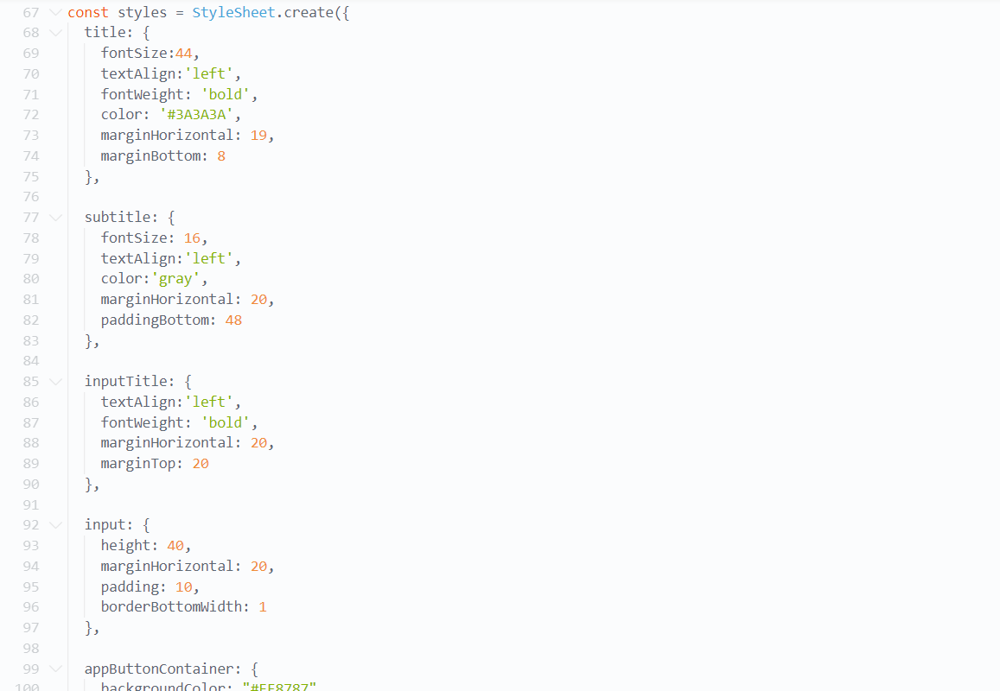 67 const styles = StyleSheet.create({
68 title: {
69 fontSize:44,
70 textAlign:'left',
71 fontWeight: 'bold',
72 color: '#3A3A3A',
73 marginHorizontal: 19,
74 marginBottom: 8
75 },
76
77 subtitle: {
78 fontSize: 16,
79 textAlign:'left',
80 color:'gray',
81 marginHorizontal: 20,
82 paddingBottom: 48
83 },
84
85 inputTitle: {
86 textAlign:'left',
87 fontWeight: 'bold',
88 marginHorizontal: 20,
89 marginTop: 20
90 },
91
92 input: {
93 height: 40,
94 marginHorizontal: 20,
95 padding: 10,
96 borderBottomWidth: 1
97 },
98
99 appButtonContainer: {
100 backgroundColor: